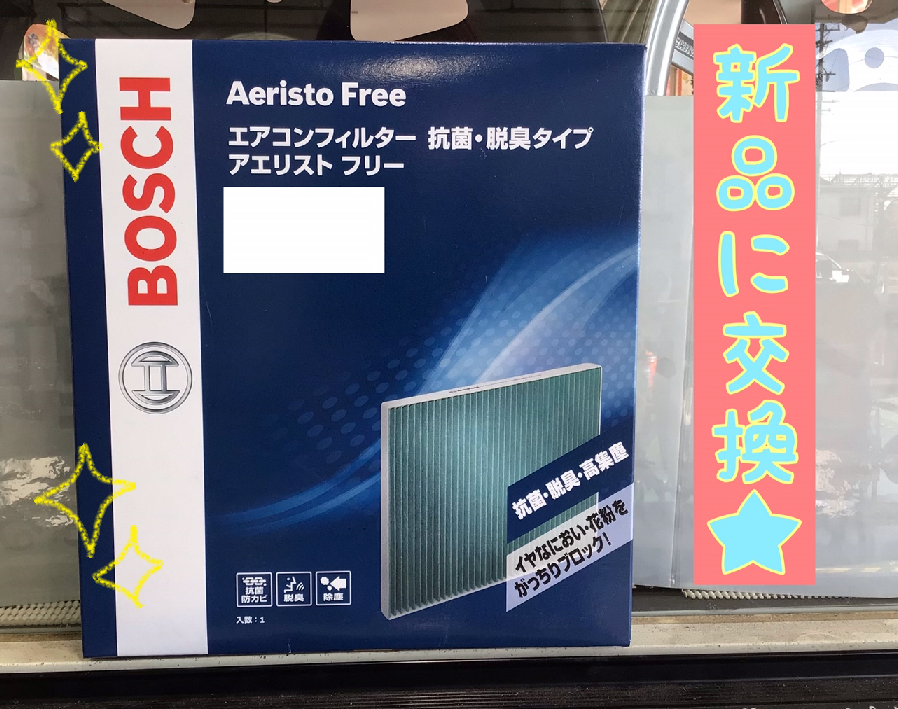 BOSCH
Aeristo Free
エアコンフィルター 抗菌・脱臭タイプ
アエリスト フリー
抗菌・脱臭・高集塵
イヤなにおい・花粉を
がっちりブロック!
抗菌
防カビ
脱臭
除塵
入数:1
新品に交換★